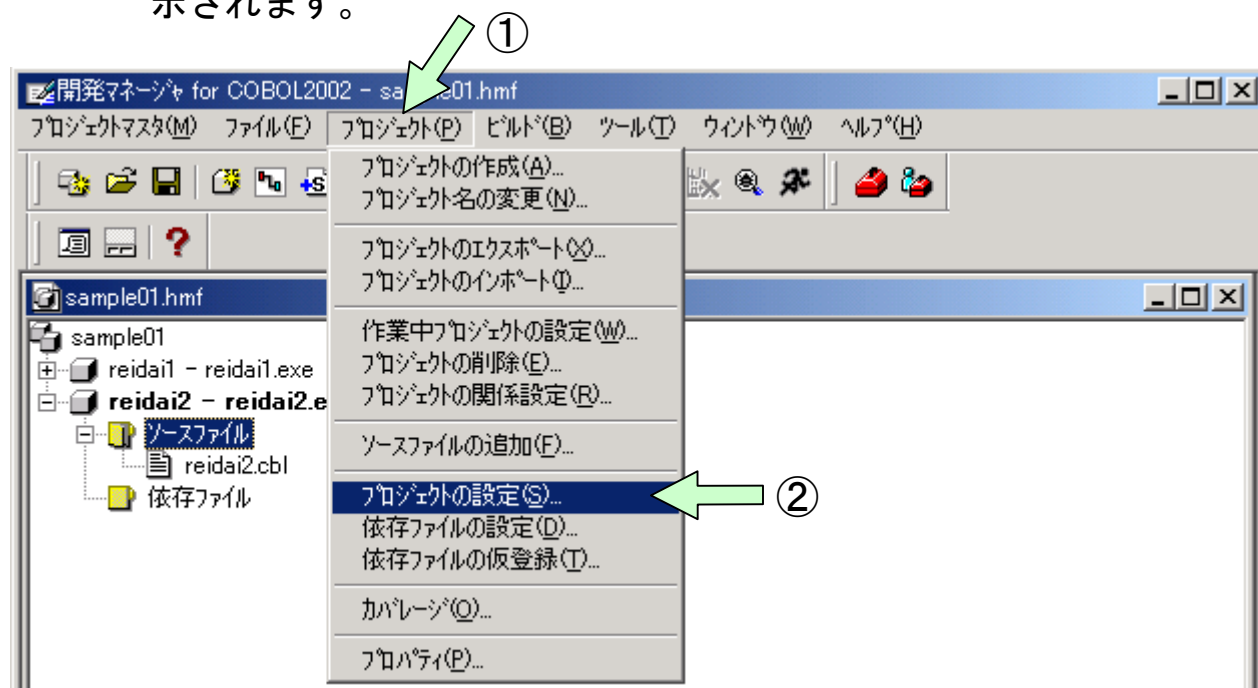 示されます。
①
開発マネージャ for COBOL2002 - sa 01.hmf
プロジェクトマスタ(M) ファイル(F) プロジェクト(P) ビルド(B) ツール(T) ウィンドウ(W) ヘルプ(H)
プロジェクトの作成(A)...
プロジェクト名の変更(N)...
プロジェクトのエクスポート(X)...
プロジェクトのインポート(I)...
作業中プロジェクトの設定(W)...
プロジェクトの削除(E)...
プロジェクトの関係設定(R)...
ソースファイルの追加(F)...
プロジェクトの設定(S)...
②
依存ファイルの設定(D)...
依存ファイルの仮登録(T)...
カバレージ(O)...
プロパティ(P)...
sample01.hmf
sample01
reidai1 - reidai1.exe
reidai2 - reidai2.e
ソースファイル
reidai2.cbl
依存ファイル